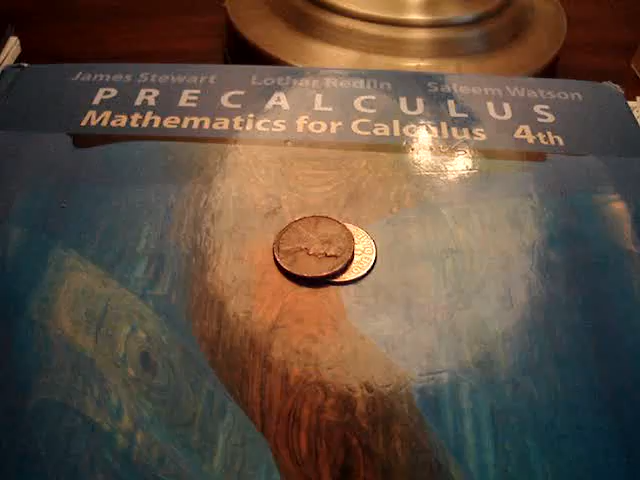 James Stewart Lothar Redlin Saleem Watson
PRECALCULUS
Mathematics for Calculus 4th